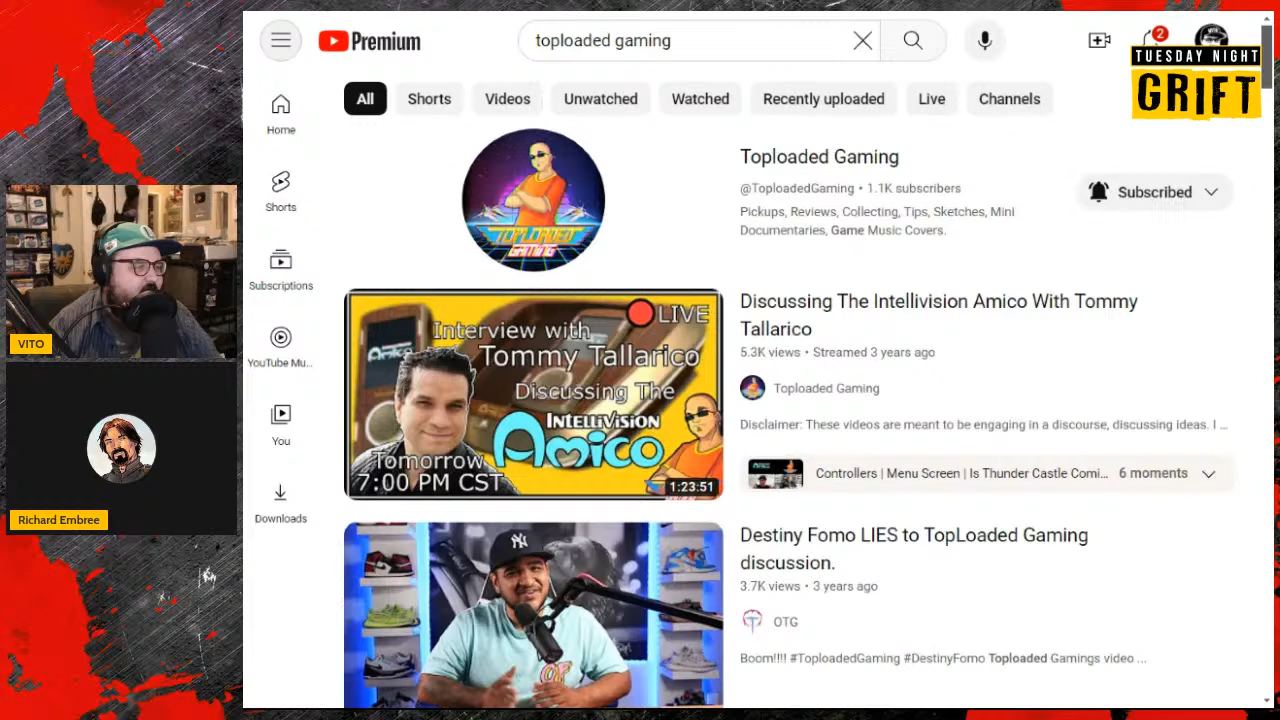 Premium
toploaded gaming
2
TUESDAY NIGHT
GRIFT
All
Shorts
Videos
Unwatched
Watched
Recently uploaded
Live
Channels
Home
Shorts
Subscriptions
YouTube Mu...
You
Downloads
TOPLOADED
GAMING
Toploaded Gaming
@ToploadedGaming • 1.1K subscribers
Pickups, Reviews, Collecting, Tips, Sketches, Mini
Documentaries, Game Music Covers.
Subscribed
LIVE
Interview with
Tommy Tallarico
Discussing The
INTELLIVISION
Amico
Tomorrow
7:00 PM CST
1:23:51
Discussing The Intellivision Amico With Tommy
Tallarico
5.3K views • Streamed 3 years ago
Toploaded Gaming
Disclaimer: These videos are meant to be engaging in a discourse, discussing ideas. I ...
Controllers | Menu Screen | Is Thunder Castle Comi... 6 moments
Destiny Fomo LIES to TopLoaded Gaming
discussion.
3.7K views • 3 years ago
OTG
Boom!!!! #ToploadedGaming #DestinyFomo Toploaded Gamings video ...
VITO
Richard Embree